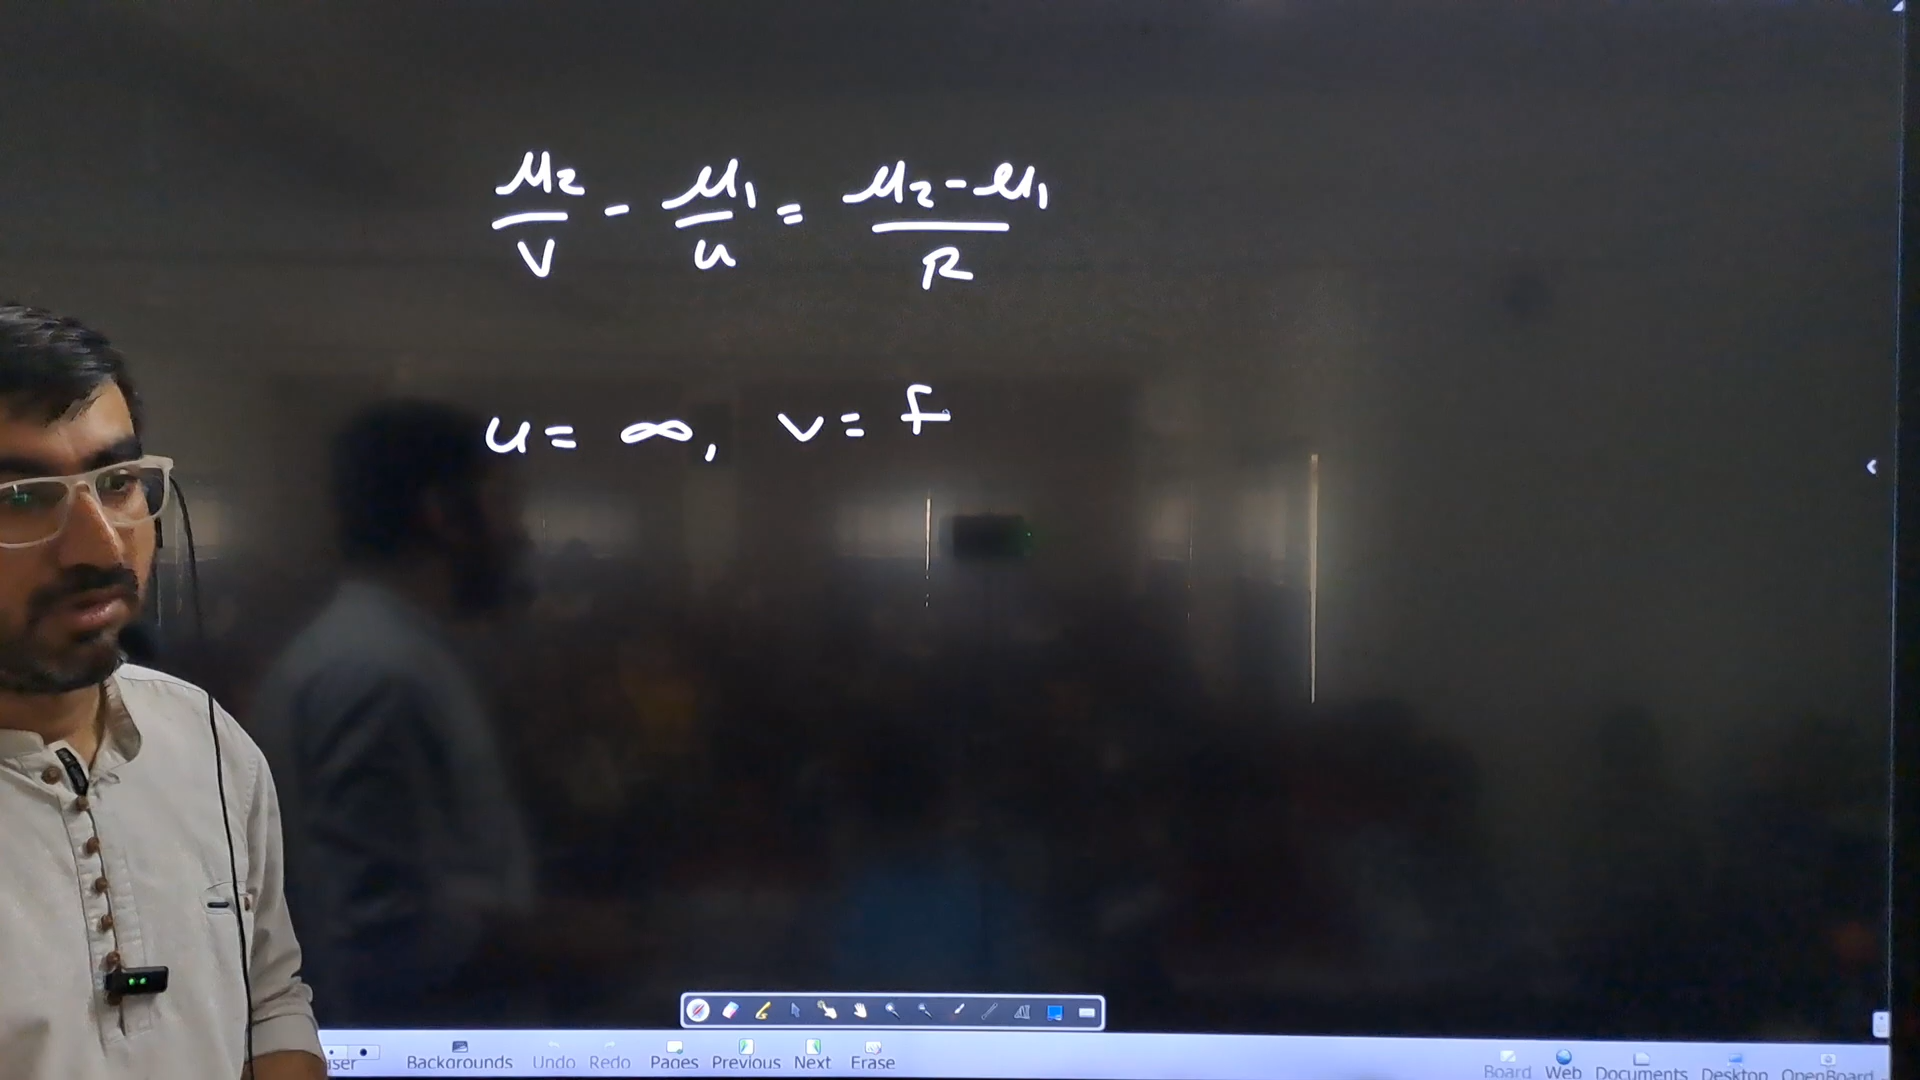 μ₂/v - μ₁/u = μ₂-μ₁/R
u = ∞, v = f
Backgrounds Undo Redo Pages Previous Next Erase
Board Web Documents Desktop OpenBoard